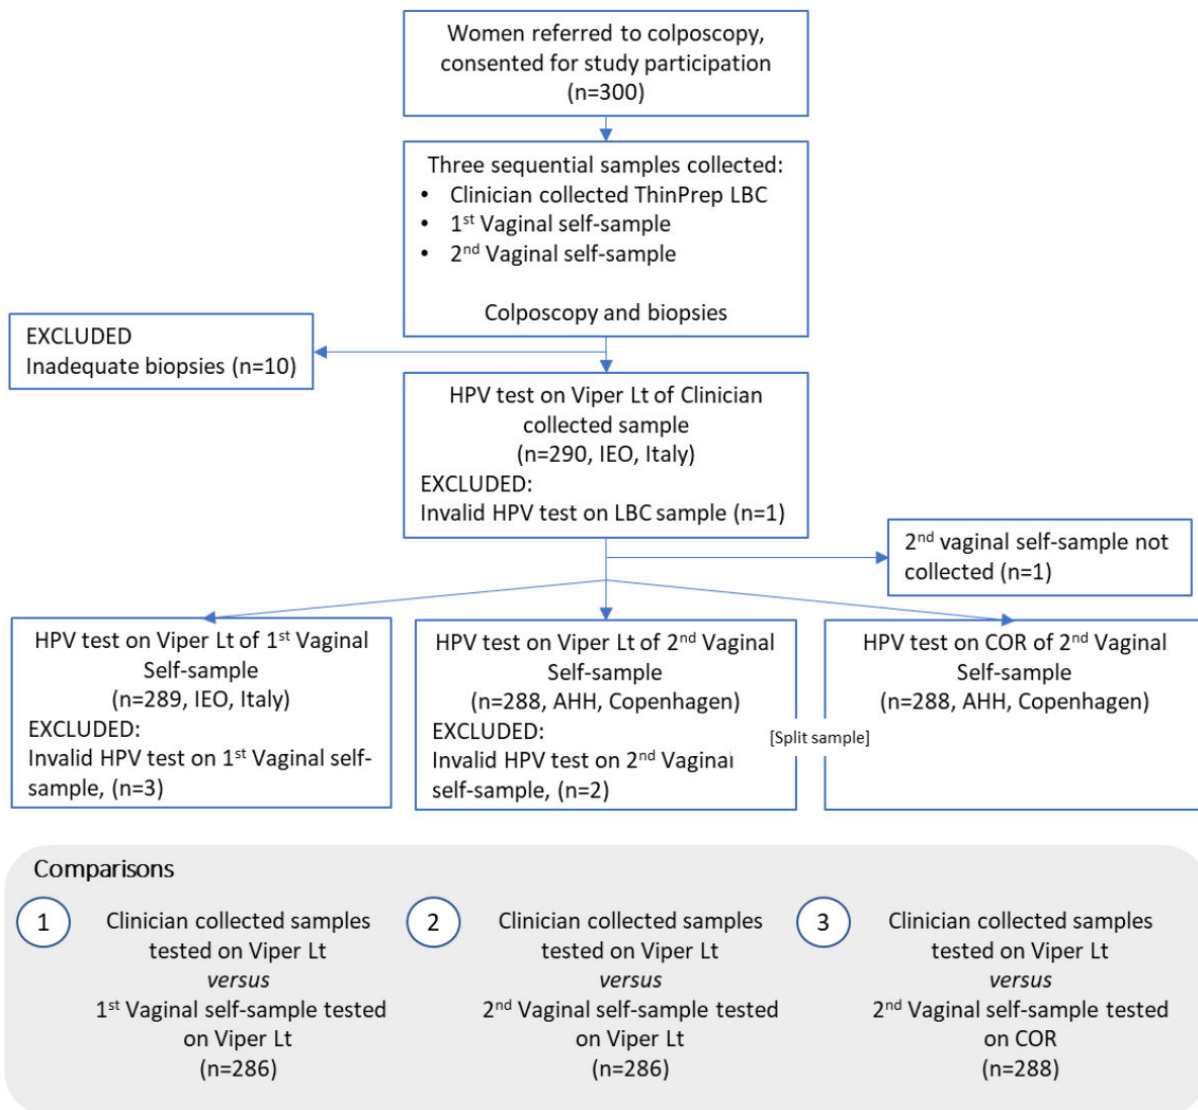 Women referred to colposcopy,
consented for study participation
(n=300)
Three sequential samples collected:
• Clinician collected ThinPrep LBC
• 1st Vaginal self-sample
• 2nd Vaginal self-sample
Colposcopy and biopsies
EXCLUDED
Inadequate biopsies (n=10)
HPV test on Viper Lt of Clinician
collected sample
(n=290, IEO, Italy)
EXCLUDED:
Invalid HPV test on LBC sample (n=1)
2nd vaginal self-sample not
collected (n=1)
HPV test on Viper Lt of 1st Vaginal
Self-sample
(n=289, IEO, Italy)
EXCLUDED:
Invalid HPV test on 1st Vaginal self-
sample, (n=3)
HPV test on Viper Lt of 2nd Vaginal
Self-sample
(n=288, AHH, Copenhagen)
EXCLUDED:
Invalid HPV test on 2nd Vaginal
self-sample, (n=2)
[Split sample]
HPV test on COR of 2nd Vaginal
Self-sample
(n=288, AHH, Copenhagen)
Comparisons
1
Clinician collected samples
tested on Viper Lt
versus
1st Vaginal self-sample tested
on Viper Lt
(n=286)
2
Clinician collected samples
tested on Viper Lt
versus
2nd Vaginal self-sample tested
on Viper Lt
(n=286)
3
Clinician collected samples
tested on Viper Lt
versus
2nd Vaginal self-sample tested
on COR
(n=288)